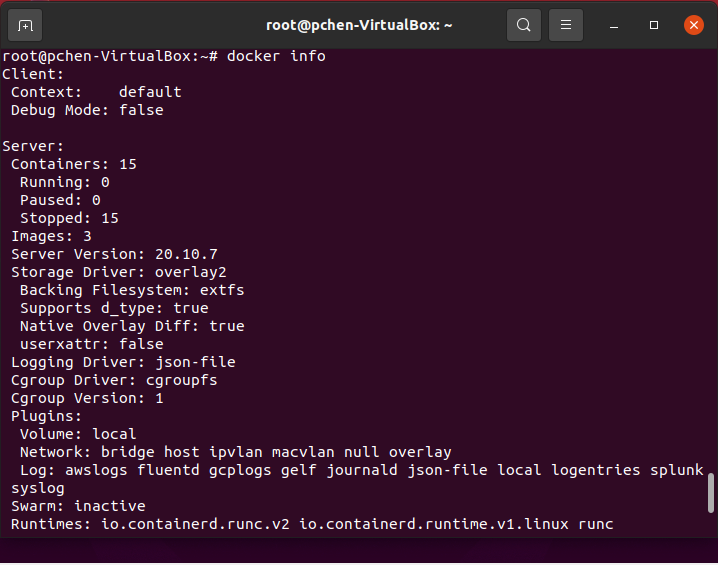 root@pchen-VirtualBox: ~
root@pchen-VirtualBox:~# docker info
Client:
 Context:    default
 Debug Mode: false

Server:
 Containers: 15
  Running: 0
  Paused: 0
  Stopped: 15
 Images: 3
 Server Version: 20.10.7
 Storage Driver: overlay2
  Backing Filesystem: extfs
  Supports d_type: true
  Native Overlay Diff: true
  userxattr: false
 Logging Driver: json-file
 Cgroup Driver: cgroupfs
 Cgroup Version: 1
 Plugins:
  Volume: local
  Network: bridge host ipvlan macvlan null overlay
  Log: awslogs fluentd gcplogs gelf journald json-file local logentries splunk
syslog
 Swarm: inactive
 Runtimes: io.containerd.runc.v2 io.containerd.runtime.v1.linux runc